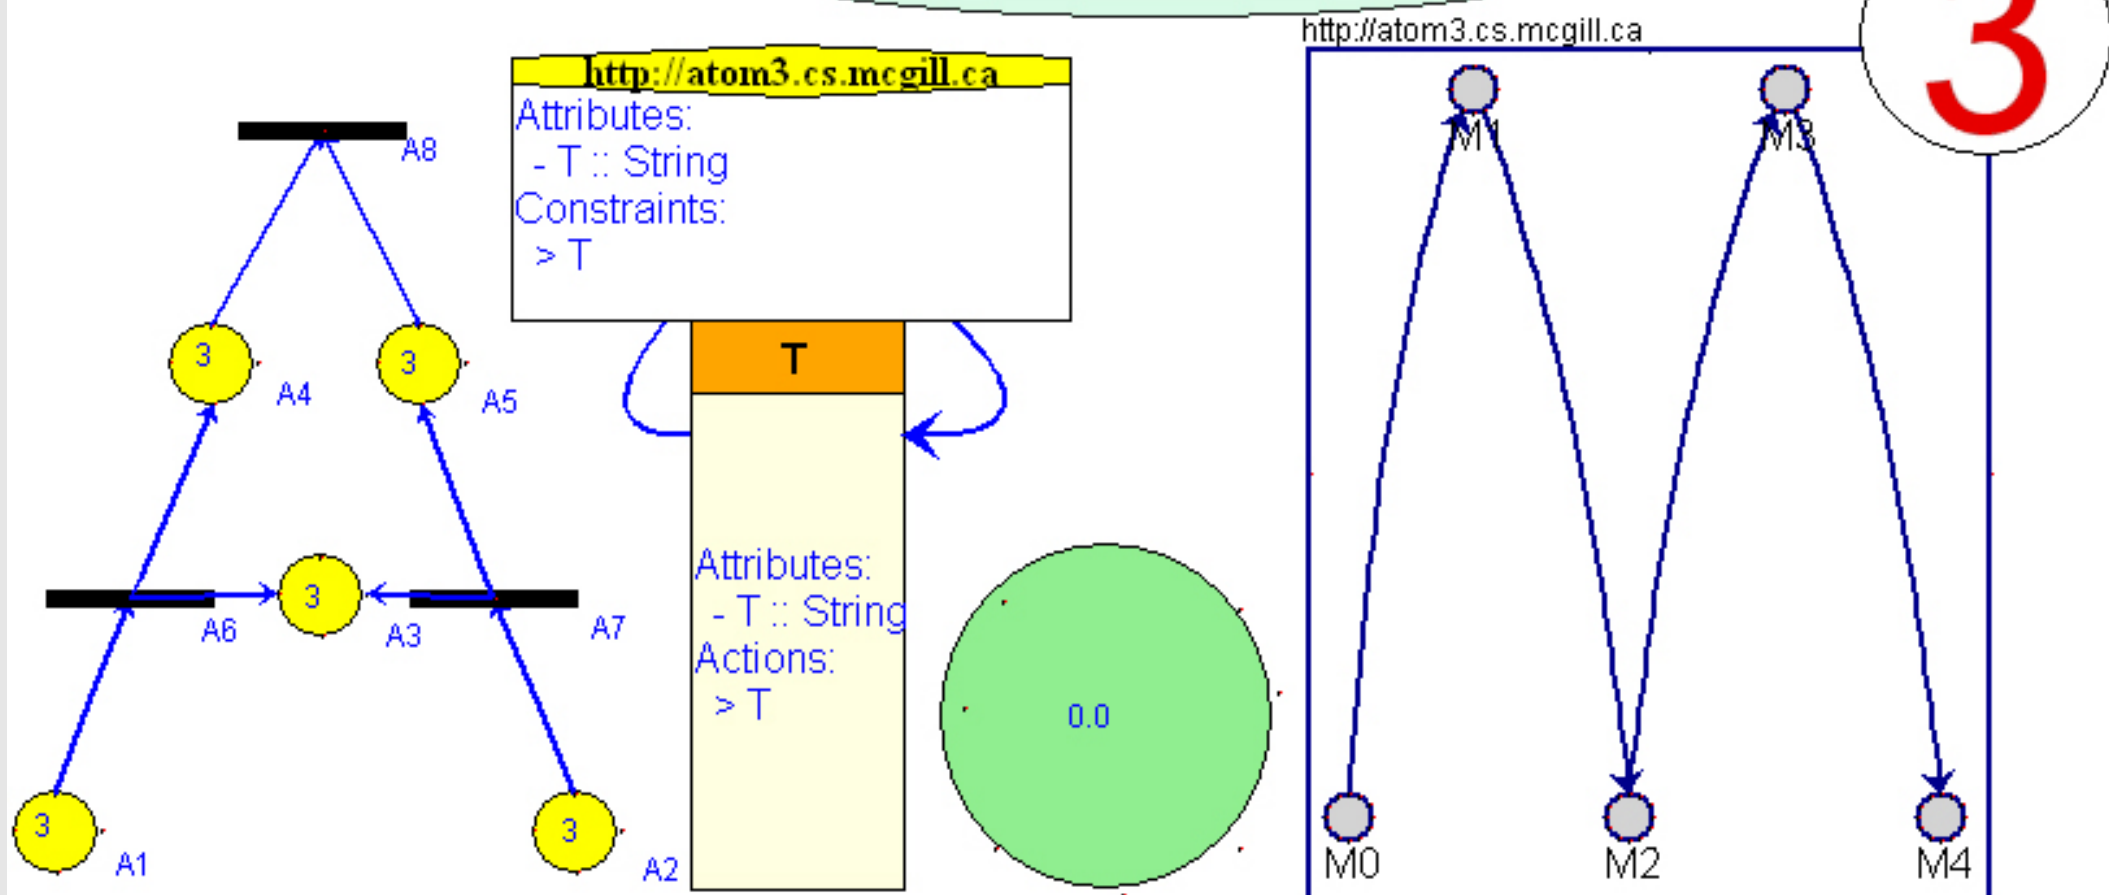 A8
3
A4
3
A5
A6
3
A3
A7
3
A1
3
A2
http://atom3.cs.mcgill.ca
Attributes:
- T :: String
Constraints:
> T
T
Attributes:
- T :: String
Actions:
> T
0.0
http://atom3.cs.mcgill.ca
3
M1
M3
M0
M2
M4